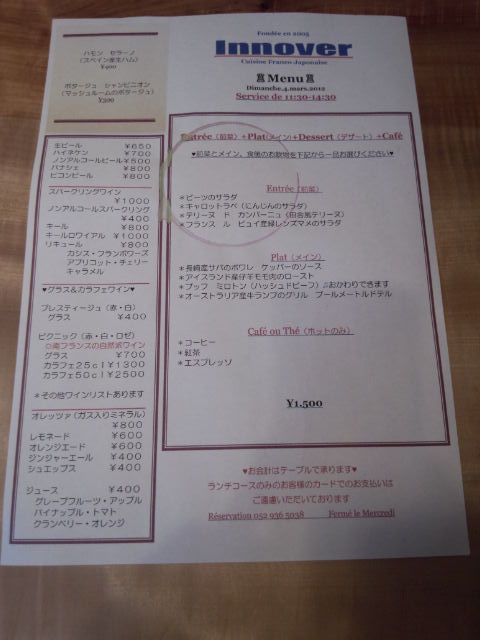 ハモン セラーノ
(スペイン産生ハム)
¥900
ポタージュ シャンピニオン
(マッシュルームのポタージュ)
¥500
生ビール ¥650
ハイネケン ¥700
ノンアルコールビール ¥500
パナシェ ¥800
ピコンビール ¥800
スパークリングワイン
¥1000
ノンアルコールスパークリング
¥400
キール ¥800
キールロワイアル ¥1000
リキュール ¥800
カシス・フランボワーズ
アプリコット・チェリー
キャラメル
♥グラス&カラフェワイン♥
プレスティージュ(赤・白)
グラス ¥400
ピクニック(赤・白・ロゼ)
✩南フランスの自然派ワイン
グラス ¥700
カラフェ25cl ¥1300
カラフェ50cl ¥2500
*その他ワインリストあります
オレッツァ(ガス入りミネラル)
¥800
レモネード ¥600
オレンジエード ¥600
ジンジャーエール ¥400
シュエップス ¥400
ジュース ¥400
グレープフルーツ・アップル
パイナップル・トマト
クランベリー・オレンジ
Fondée en 2005
Innover
Cuisine Franco-Japonaise
Menu
Dimanche,4,mars,2012
Service de 11:30-14:30
Entrée(前菜)+Plat(メイン)+Dessert(デザート)+Café
♥前菜とメイン、食後のお飲物を下記から一品お選びください♥
Entrée(前菜)
*ビーツのサラダ
*キャロットラペ(にんじんのサラダ)
*テリーヌ ド カンパーニュ(田舎風テリーヌ)
*フランス ル ピュイ産緑レンズマメのサラダ
Plat(メイン)
*長崎産サバのポワレ ケッパーのソース
*アイスランド産仔羊モモ肉のロースト
*ブッフ ミロトン(ハッシュドビーフ)♫おかわりできます
*オーストラリア産牛ランプのグリル ブールメートルドテル
Café ou Thé(ホットのみ)
*コーヒー
*紅茶
*エスプレッソ
¥1,500
♥お会計はテーブルで承ります♥
ランチコースのみのお客様のカードでのお支払いは
ご遠慮いただいております
Réservation 052 936 5038 Fermé le Mercredi